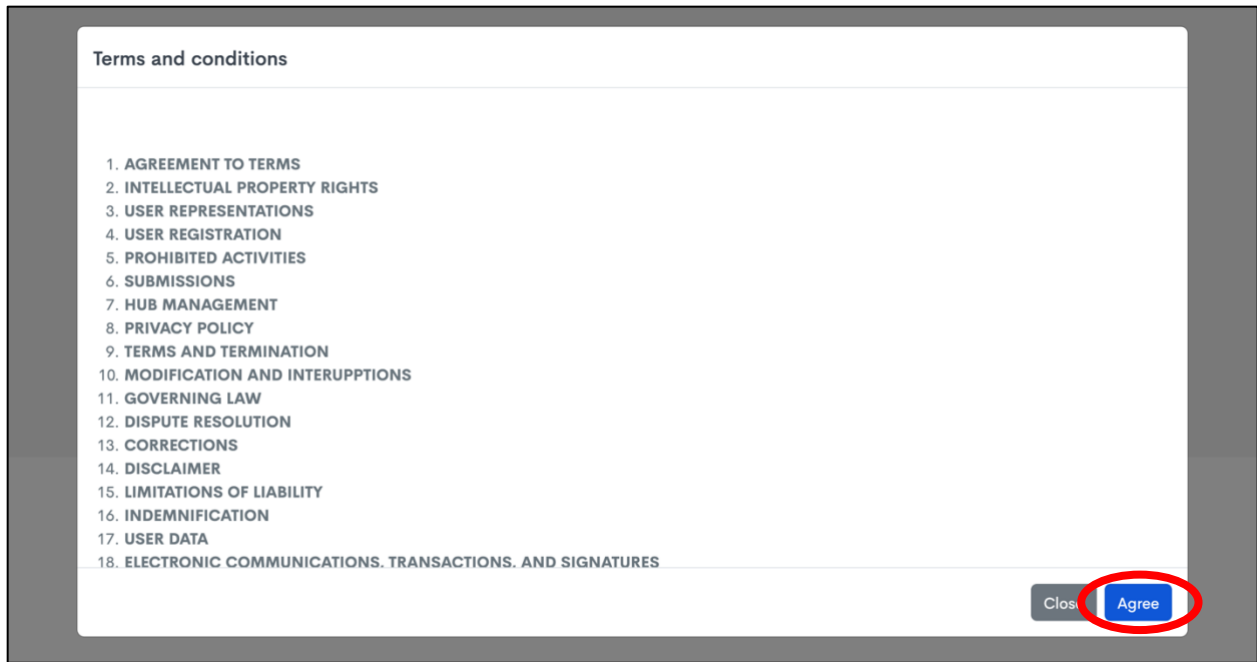 Terms and conditions
1. AGREEMENT TO TERMS
2. INTELLECTUAL PROPERTY RIGHTS
3. USER REPRESENTATIONS
4. USER REGISTRATION
5. PROHIBITED ACTIVITIES
6. SUBMISSIONS
7. HUB MANAGEMENT
8. PRIVACY POLICY
9. TERMS AND TERMINATION
10. MODIFICATION AND INTERUPPTIONS
11. GOVERNING LAW
12. DISPUTE RESOLUTION
13. CORRECTIONS
14. DISCLAIMER
15. LIMITATIONS OF LIABILITY
16. INDEMNIFICATION
17. USER DATA
18. ELECTRONIC COMMUNICATIONS, TRANSACTIONS, AND SIGNATURES
Close Agree